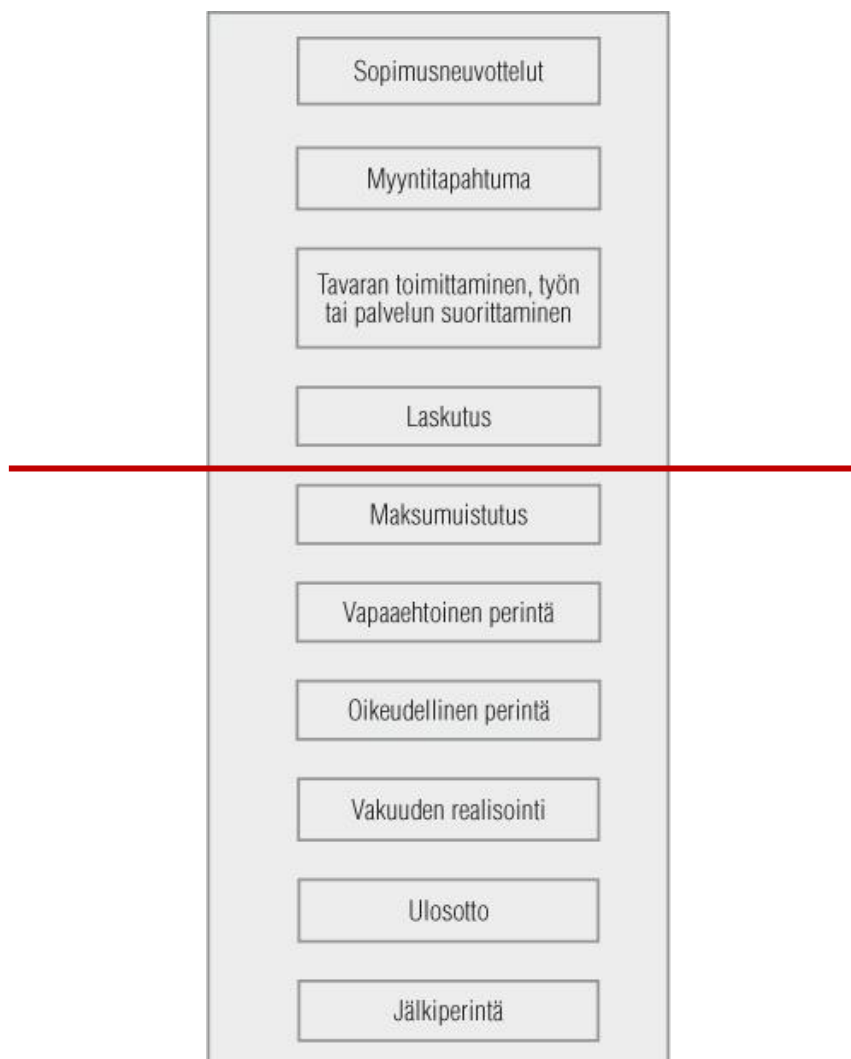 Sopimusneuvottelut
Myyntitapahtuma
Tavaran toimittaminen, työn
tai palvelun suorittaminen
Laskutus
Maksumuistutus
Vapaaehtoinen perintä
Oikeudellinen perintä
Vakuuden realisointi
Ulosotto
Jälkiperintä